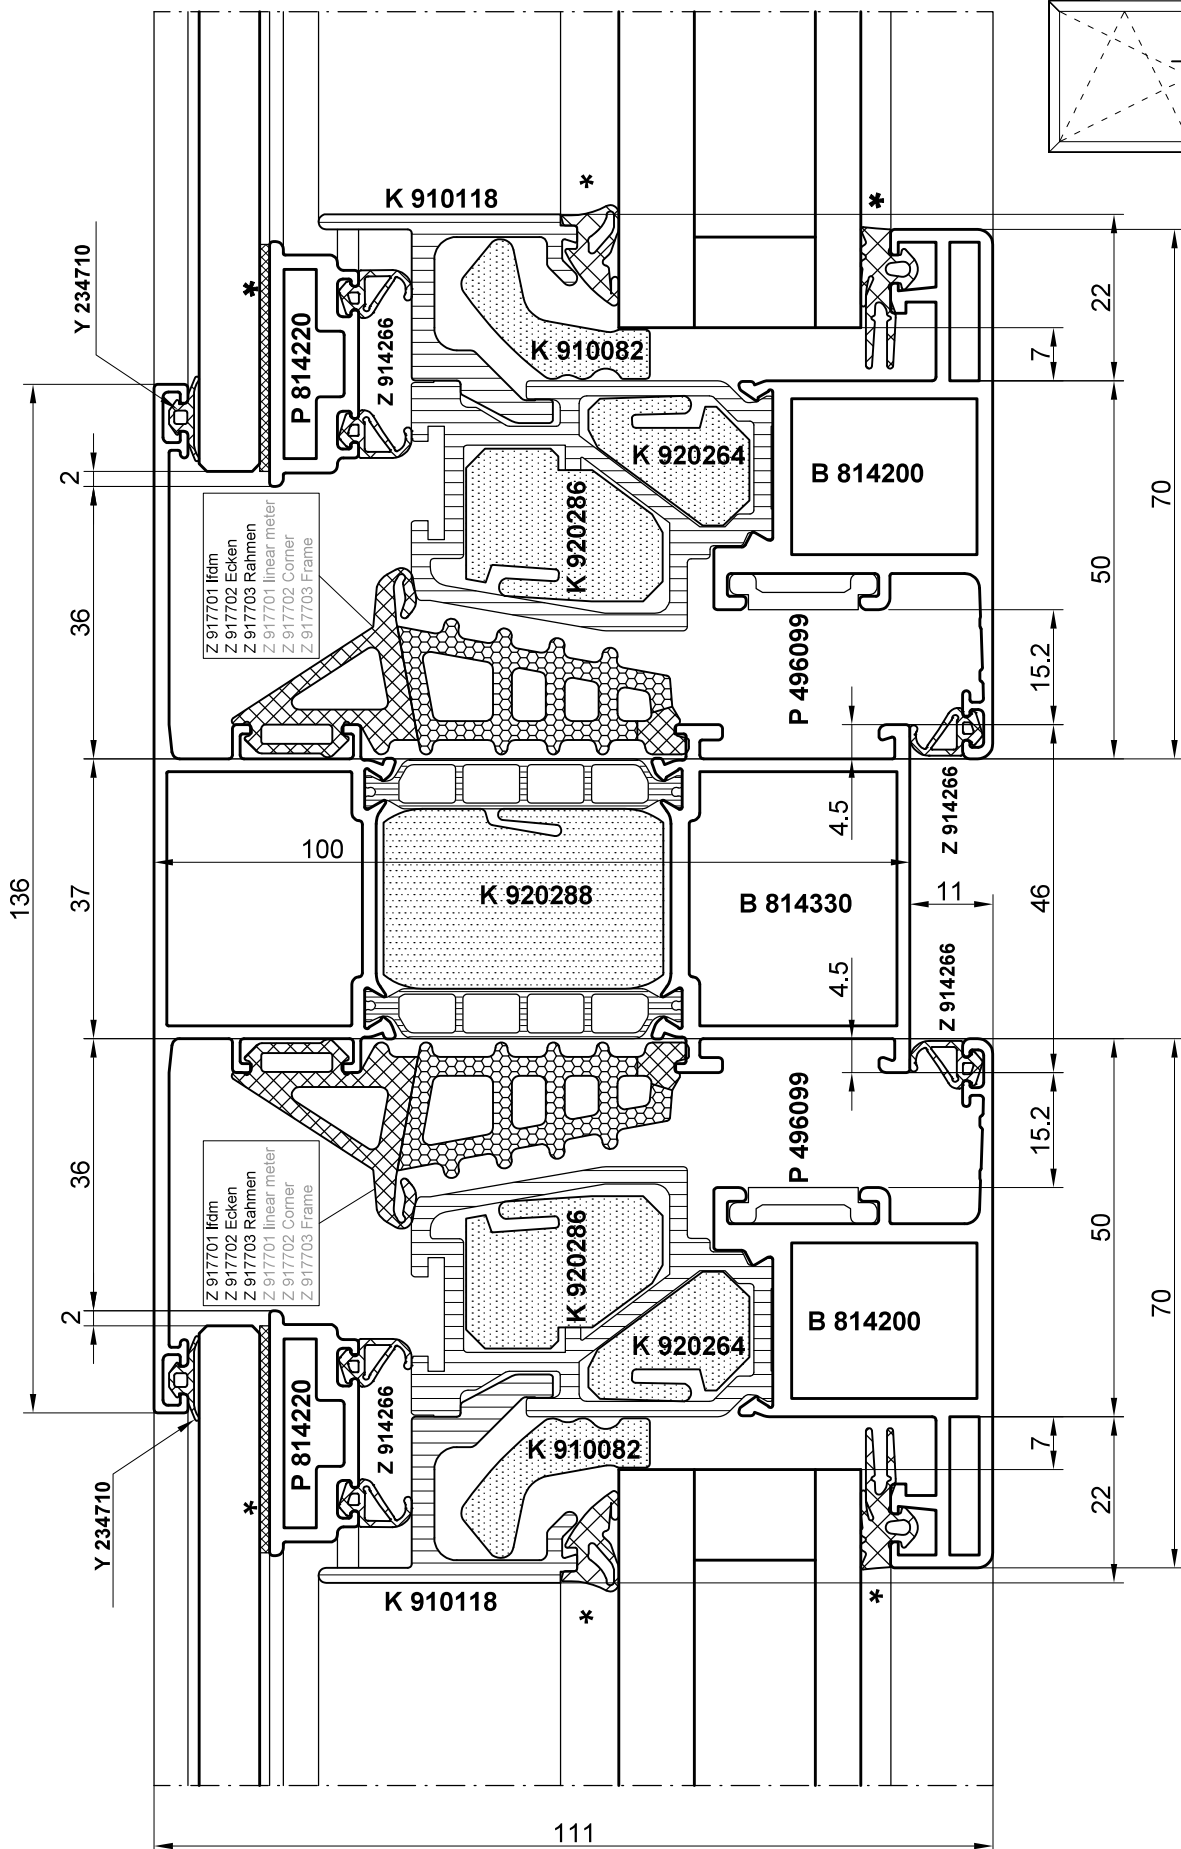 K 910118
*
*
Y 234710
*
P 814220
Z 914266
K 910082
22
7
K 920264
B 814200
K 920286
2
70
50
36
Z 917701 lfdm
Z 917702 Ecken
Z 917703 Rahmen
Z 917701 linear meter
Z 917702 Corner
Z 917703 Frame
P 496099
15.2
4.5
Z 914266
100
136
37
K 920288
B 814330
11
46
4.5
Z 914266
P 496099
15.2
36
Z 917701 lfdm
Z 917702 Ecken
Z 917703 Rahmen
Z 917701 linear meter
Z 917702 Corner
Z 917703 Frame
K 920286
50
70
2
B 814200
K 920264
P 814220
Z 914266
K 910082
7
22
Y 234710
*
K 910118
*
*
111